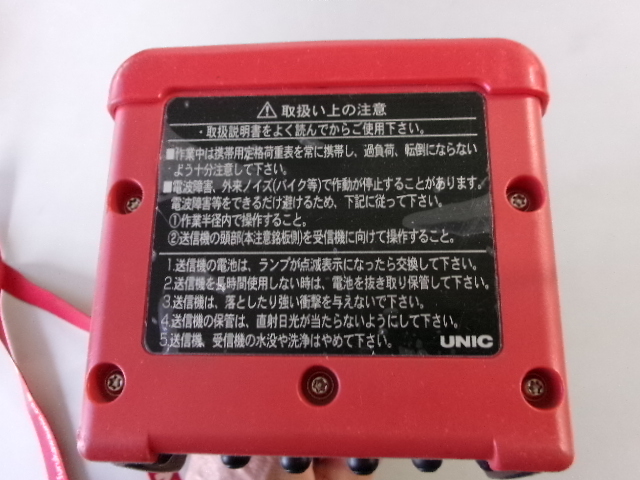 ⚠取扱い上の注意
・取扱説明書をよく読んでからご使用下さい。
■作業中は携帯用定格荷重表を常に携帯し、過負荷、転倒にならない
よう十分注意して下さい。
■電波障害、外来ノイズ(バイク等)で作動が停止することがあります。
電波障害等をできるだけ避けるため、下記に従って下さい。
①作業半径内で操作すること。
②送信機の頭部(本注意銘板側)を受信機に向けて操作すること。
1.送信機の電池は、ランプが点滅表示になったら交換して下さい。
2.送信機を長時間使用しない時は、電池を抜き取り保管して下さい。
3.送信機は、落としたり強い衝撃を与えないで下さい。
4.送信機の保管は、直射日光が当たらないようにして下さい。
5.送信機、受信機の水没や洗浄はやめて下さい。
UNIC